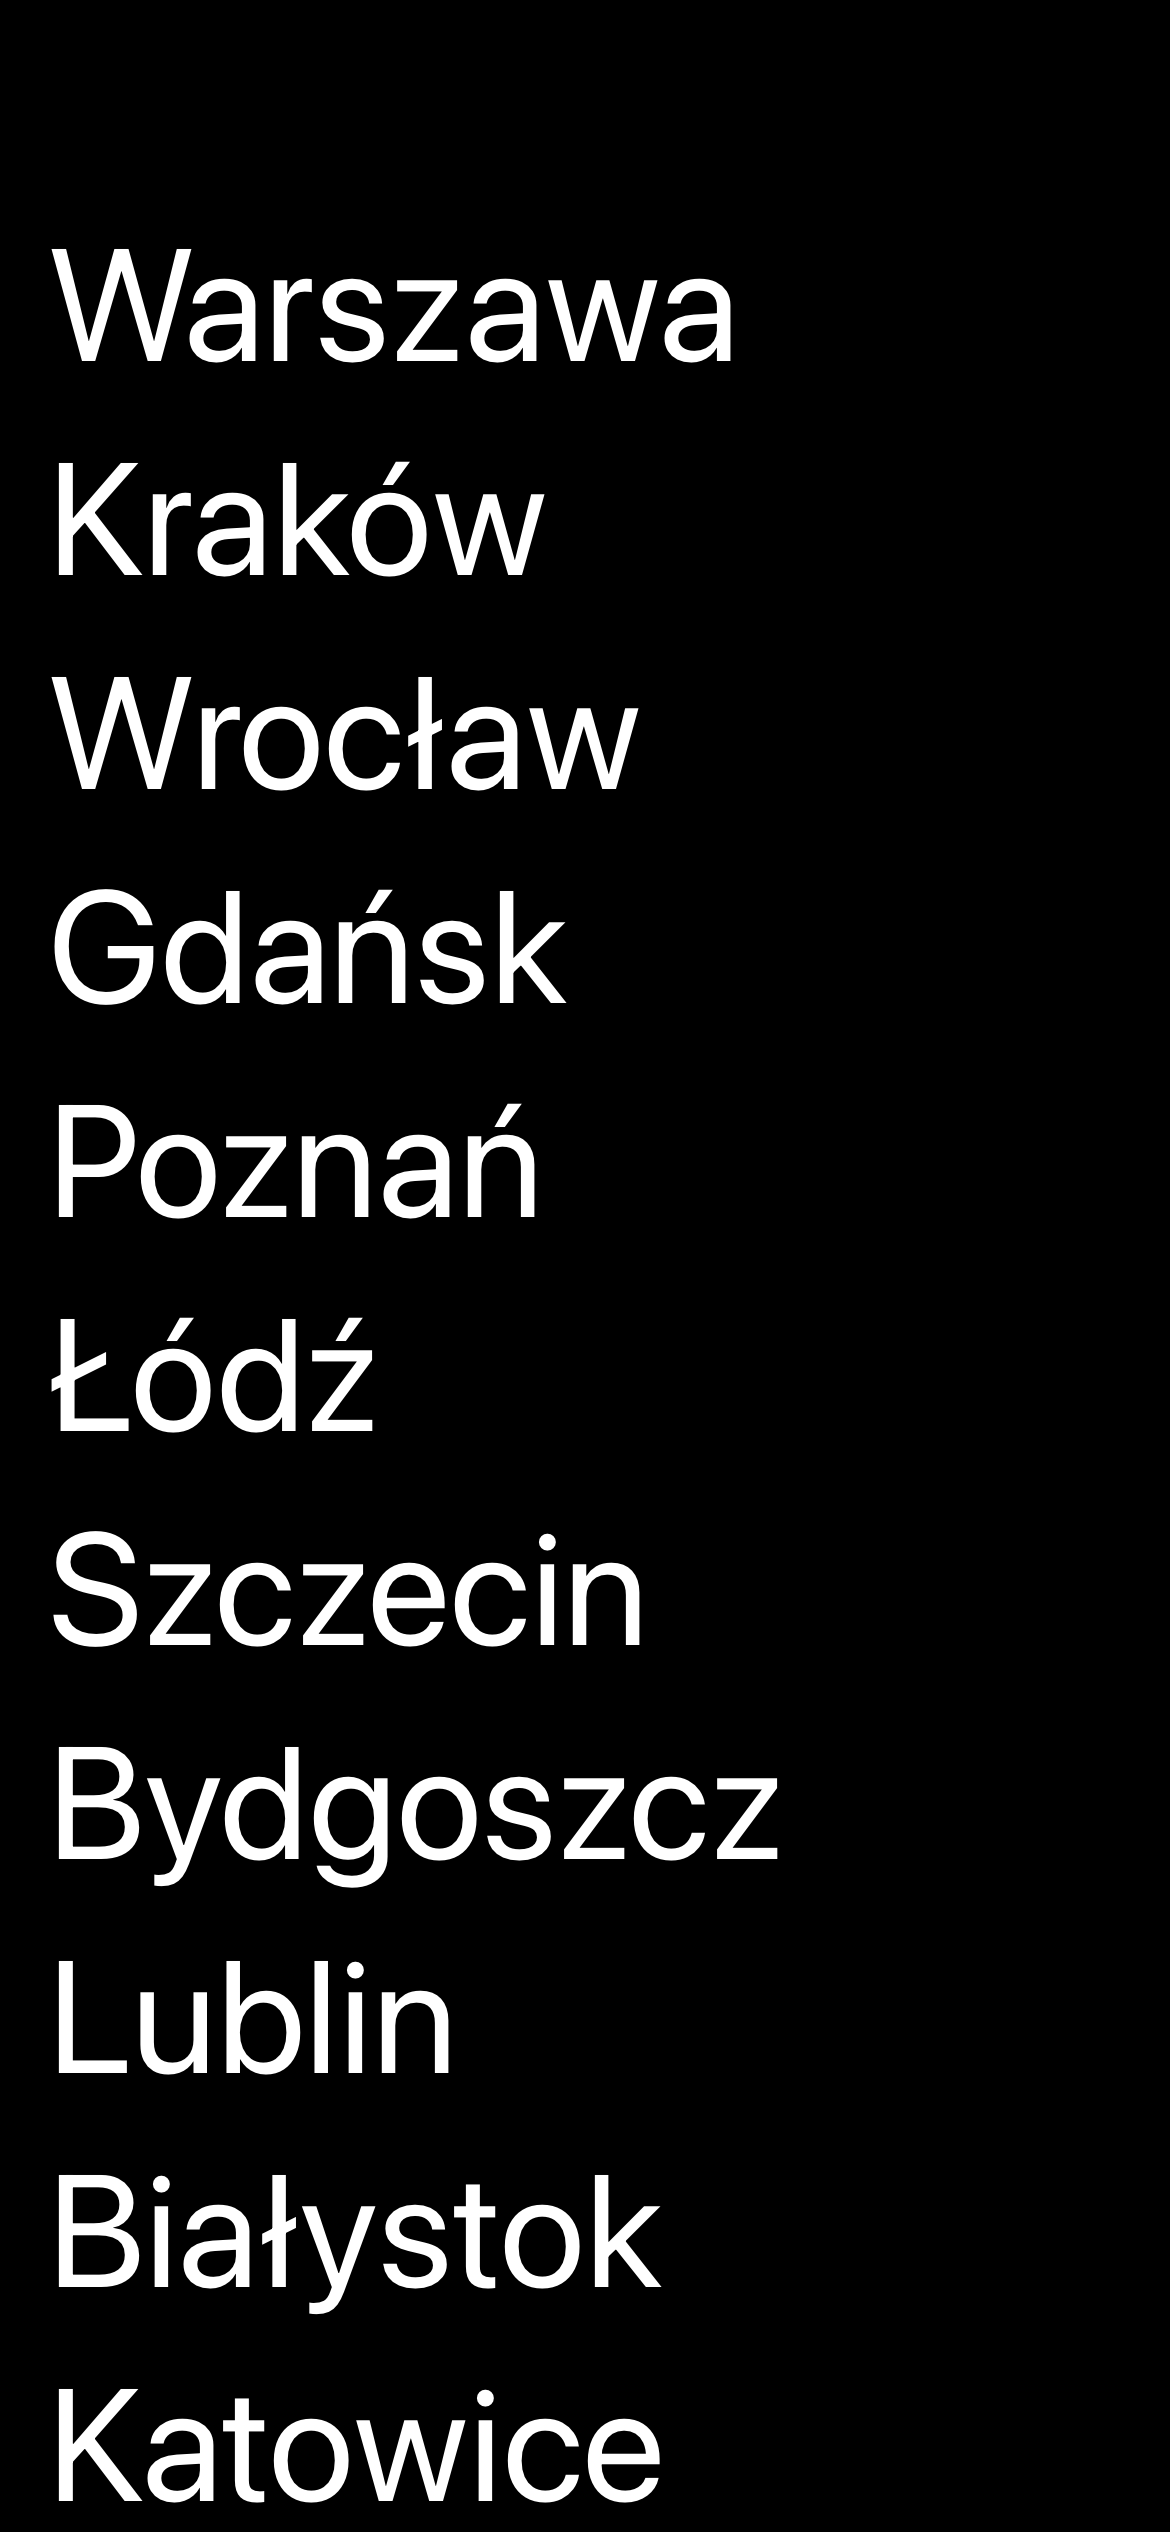 Warszawa
Kraków
Wrocław
Gdańsk
Poznań
Łódź
Szczecin
Bydgoszcz
Lublin
Białystok
Katowice